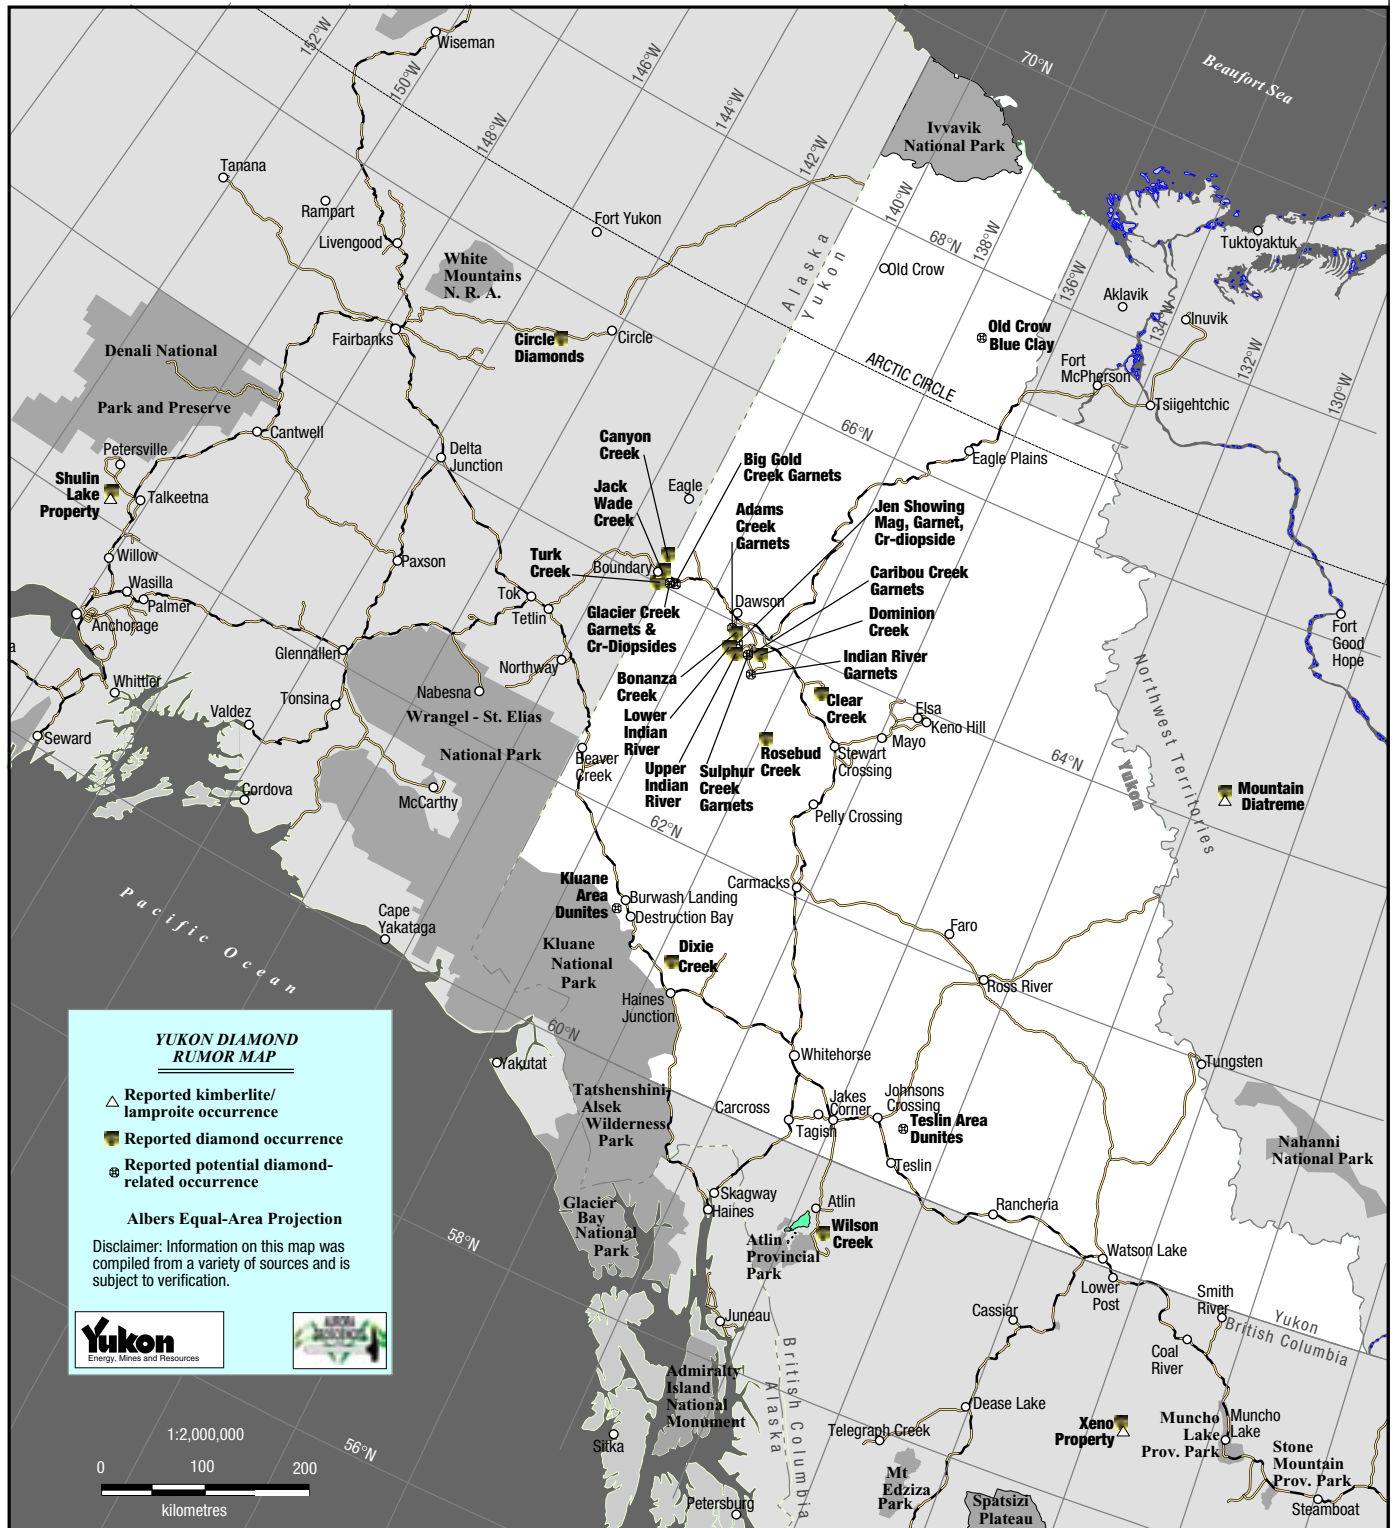 152°W
Wiseman
150°W
146°W
70°N
Beaufort Sea
148°W
144°W
142°W
Ivvavik
National Park
Tanana
Rampart
140°W
Fort Yukon
Livengood
68°N
138°W
Tuktoyaktuk
White
Mountains
N. R. A.
Alaska
Yukon
Old Crow
136°W
Aklavik
134°W
Inuvik
Fairbanks
Circle
Diamonds
Circle
Old Crow
Blue Clay
132°W
Denali National
Park and Preserve
ARCTIC CIRCLE
Fort
McPherson
130°W
Tsiigehtchic
Cantwell
66°N
Petersville
Delta
Junction
Canyon
Creek
Big Gold
Creek Garnets
Eagle Plains
Shulin
Lake
Property
Talkeetna
Jack
Wade
Creek
Eagle
Adams
Creek
Garnets
Jen Showing
Mag, Garnet,
Cr-diopside
Willow
Paxson
Turk
Creek
Boundary
Caribou Creek
Garnets
Wasilla
Palmer
Tok
Tetlin
Anchorage
Glacier Creek
Garnets &
Cr-Diopsides
Dawson
Dominion
Creek
Fort
Good
Hope
a
Glennallen
Northway
Indian River
Garnets
Whittier
Tonsina
Nabesna
Bonanza
Creek
Clear
Creek
Northwest Territories
Yukon
Valdez
Wrangel - St. Elias
National Park
Lower
Indian
River
Elsa
Keno Hill
Mayo
Seward
Beaver
Creek
Upper
Indian
River
Sulphur
Creek
Garnets
Rosebud
Creek
Stewart
Crossing
64°N
Cordova
McCarthy
Mountain
Diatreme
Pelly Crossing
62°N
Pacific Ocean
Kluane
Area
Dunites
Burwash Landing
Destruction Bay
Carmacks
Cape
Yakataga
Faro
Kluane
National
Park
Dixie
Creek
Ross River
Haines
Junction
60°N
YUKON DIAMOND
RUMOR MAP
Reported kimberlite/
lamproite occurrence
Reported diamond occurrence
Reported potential diamond-
related occurrence
Albers Equal-Area Projection
Disclaimer: Information on this map was
compiled from a variety of sources and is
subject to verification.
Yukon
Energy, Mines and Resources
Yakutat
Whitehorse
Tungsten
Tatshenshini-
Alsek
Wilderness
Park
Carcross
Jakes
Corner
Johnsons
Crossing
Tagish
Teslin Area
Dunites
Nahanni
National Park
Teslin
Skagway
Haines
Glacier
Bay
National
Park
Atlin
Rancheria
58°N
Atlin
Provincial
Park
Wilson
Creek
Watson Lake
Lower
Post
Smith
River
Yukon
British Columbia
Juneau
Cassiar
Coal
River
British Columbia
Alaska
Admiralty
Island
National
Monument
Dease Lake
Telegraph Creek
Xeno
Property
Muncho
Lake
Prov. Park
Muncho
Lake
Sitka
1:2,000,000
56°N
Stone
Mountain
Prov. Park
0 100 200
kilometres
Mt
Edziza
Park
Spatsizi
Plateau
Petersburg
Steamboat